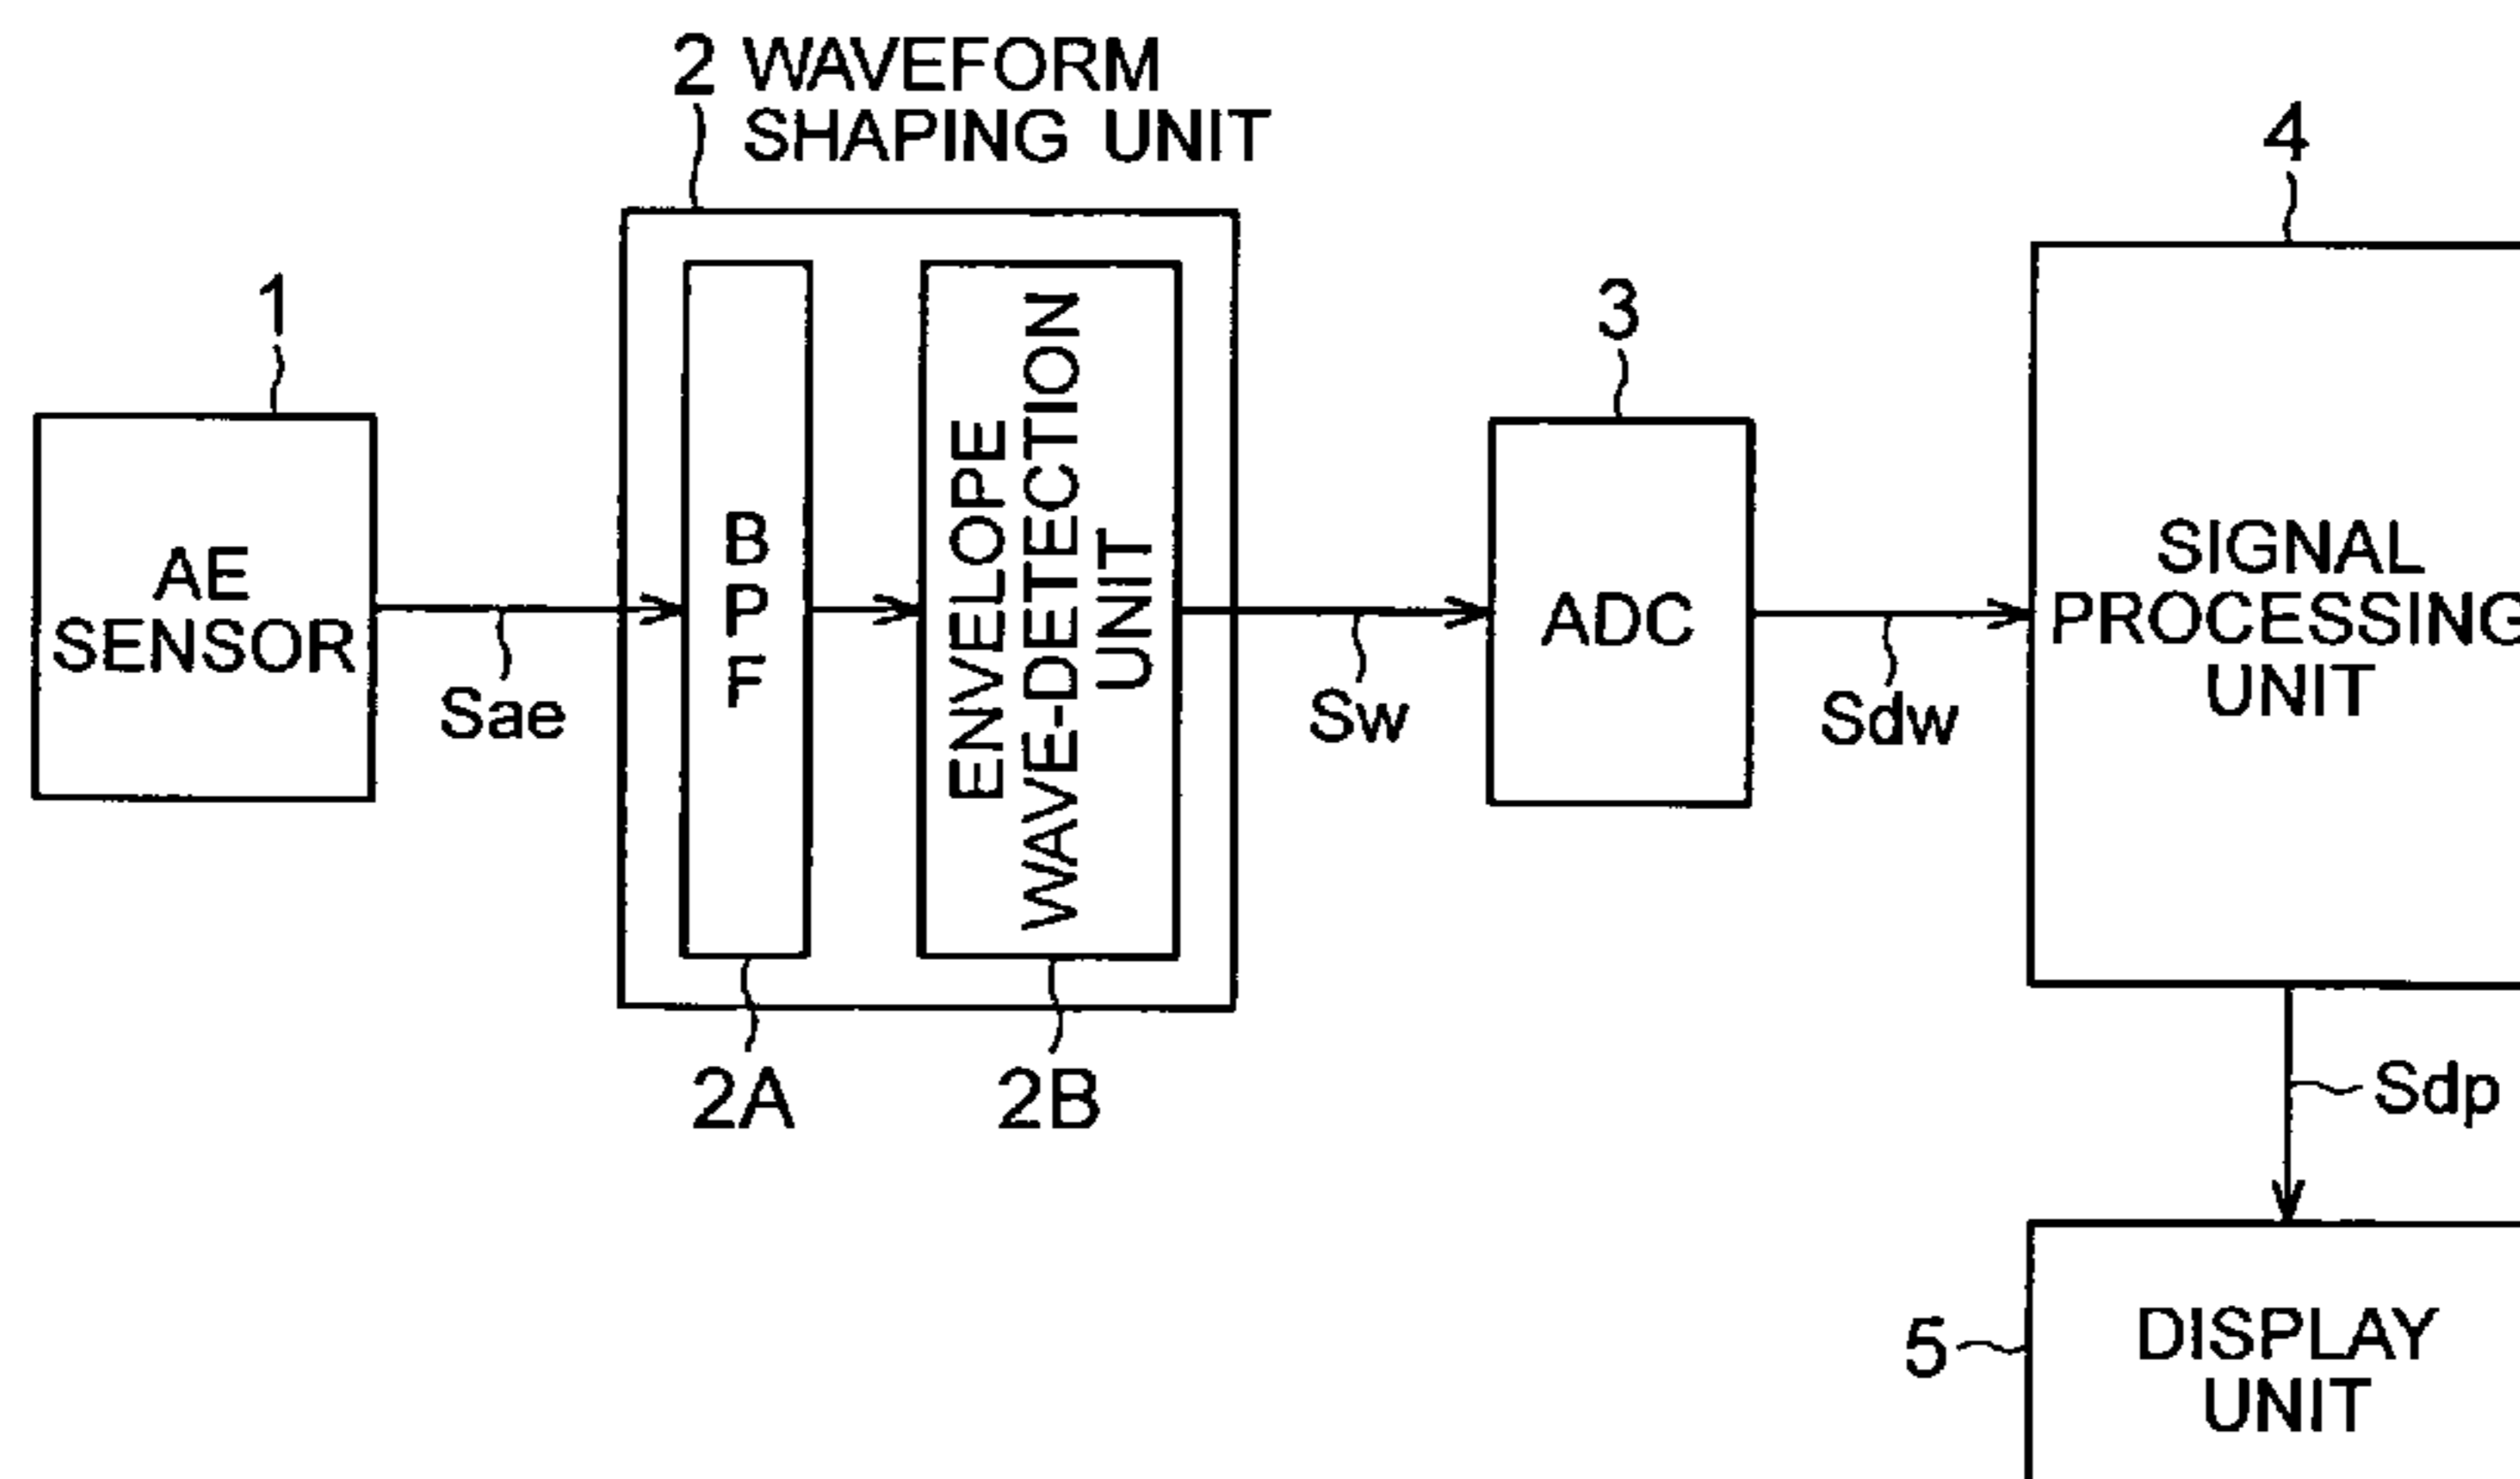 2 WAVEFORM
SHAPING UNIT
4
1
3
AE
SENSOR
B
P
F
ENVELOPE
WAVE-DETECTION
UNIT
ADC
SIGNAL
PROCESSING
UNIT
Sae
Sw
Sdw
2A
2B
Sdp
5
DISPLAY
UNIT